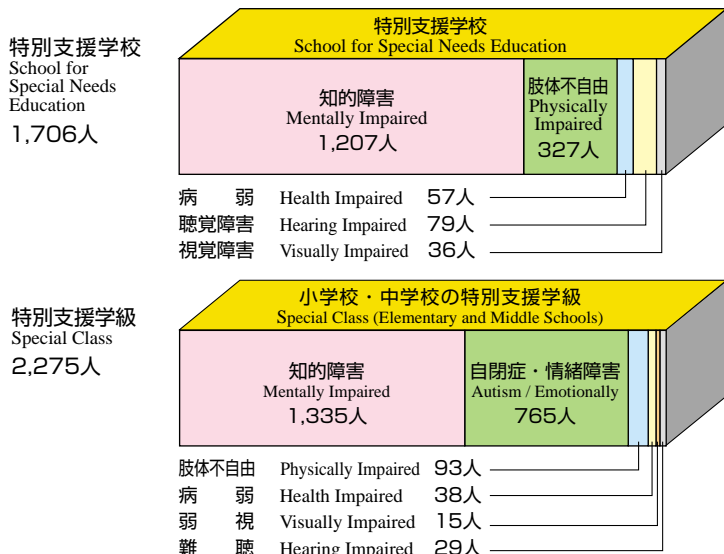 特別支援学校
School for
Special Needs
Education
1,706人
特別支援学校
School for Special Needs Education
知的障害
Mentally Impaired
1,207人
肢体不自由
Physically
Impaired
327人
病　弱 Health Impaired 57人
聴覚障害 Hearing Impaired 79人
視覚障害 Visually Impaired 36人
特別支援学級
Special Class
2,275人
小学校・中学校の特別支援学級
Special Class (Elementary and Middle Schools)
知的障害
Mentally Impaired
1,335人
自閉症・情緒障害
Autism / Emotionally
765人
肢体不自由 Physically Impaired 93人
病　弱 Health Impaired 38人
弱　視 Visually Impaired 15人
難　聴 Hearing Impaired 29人